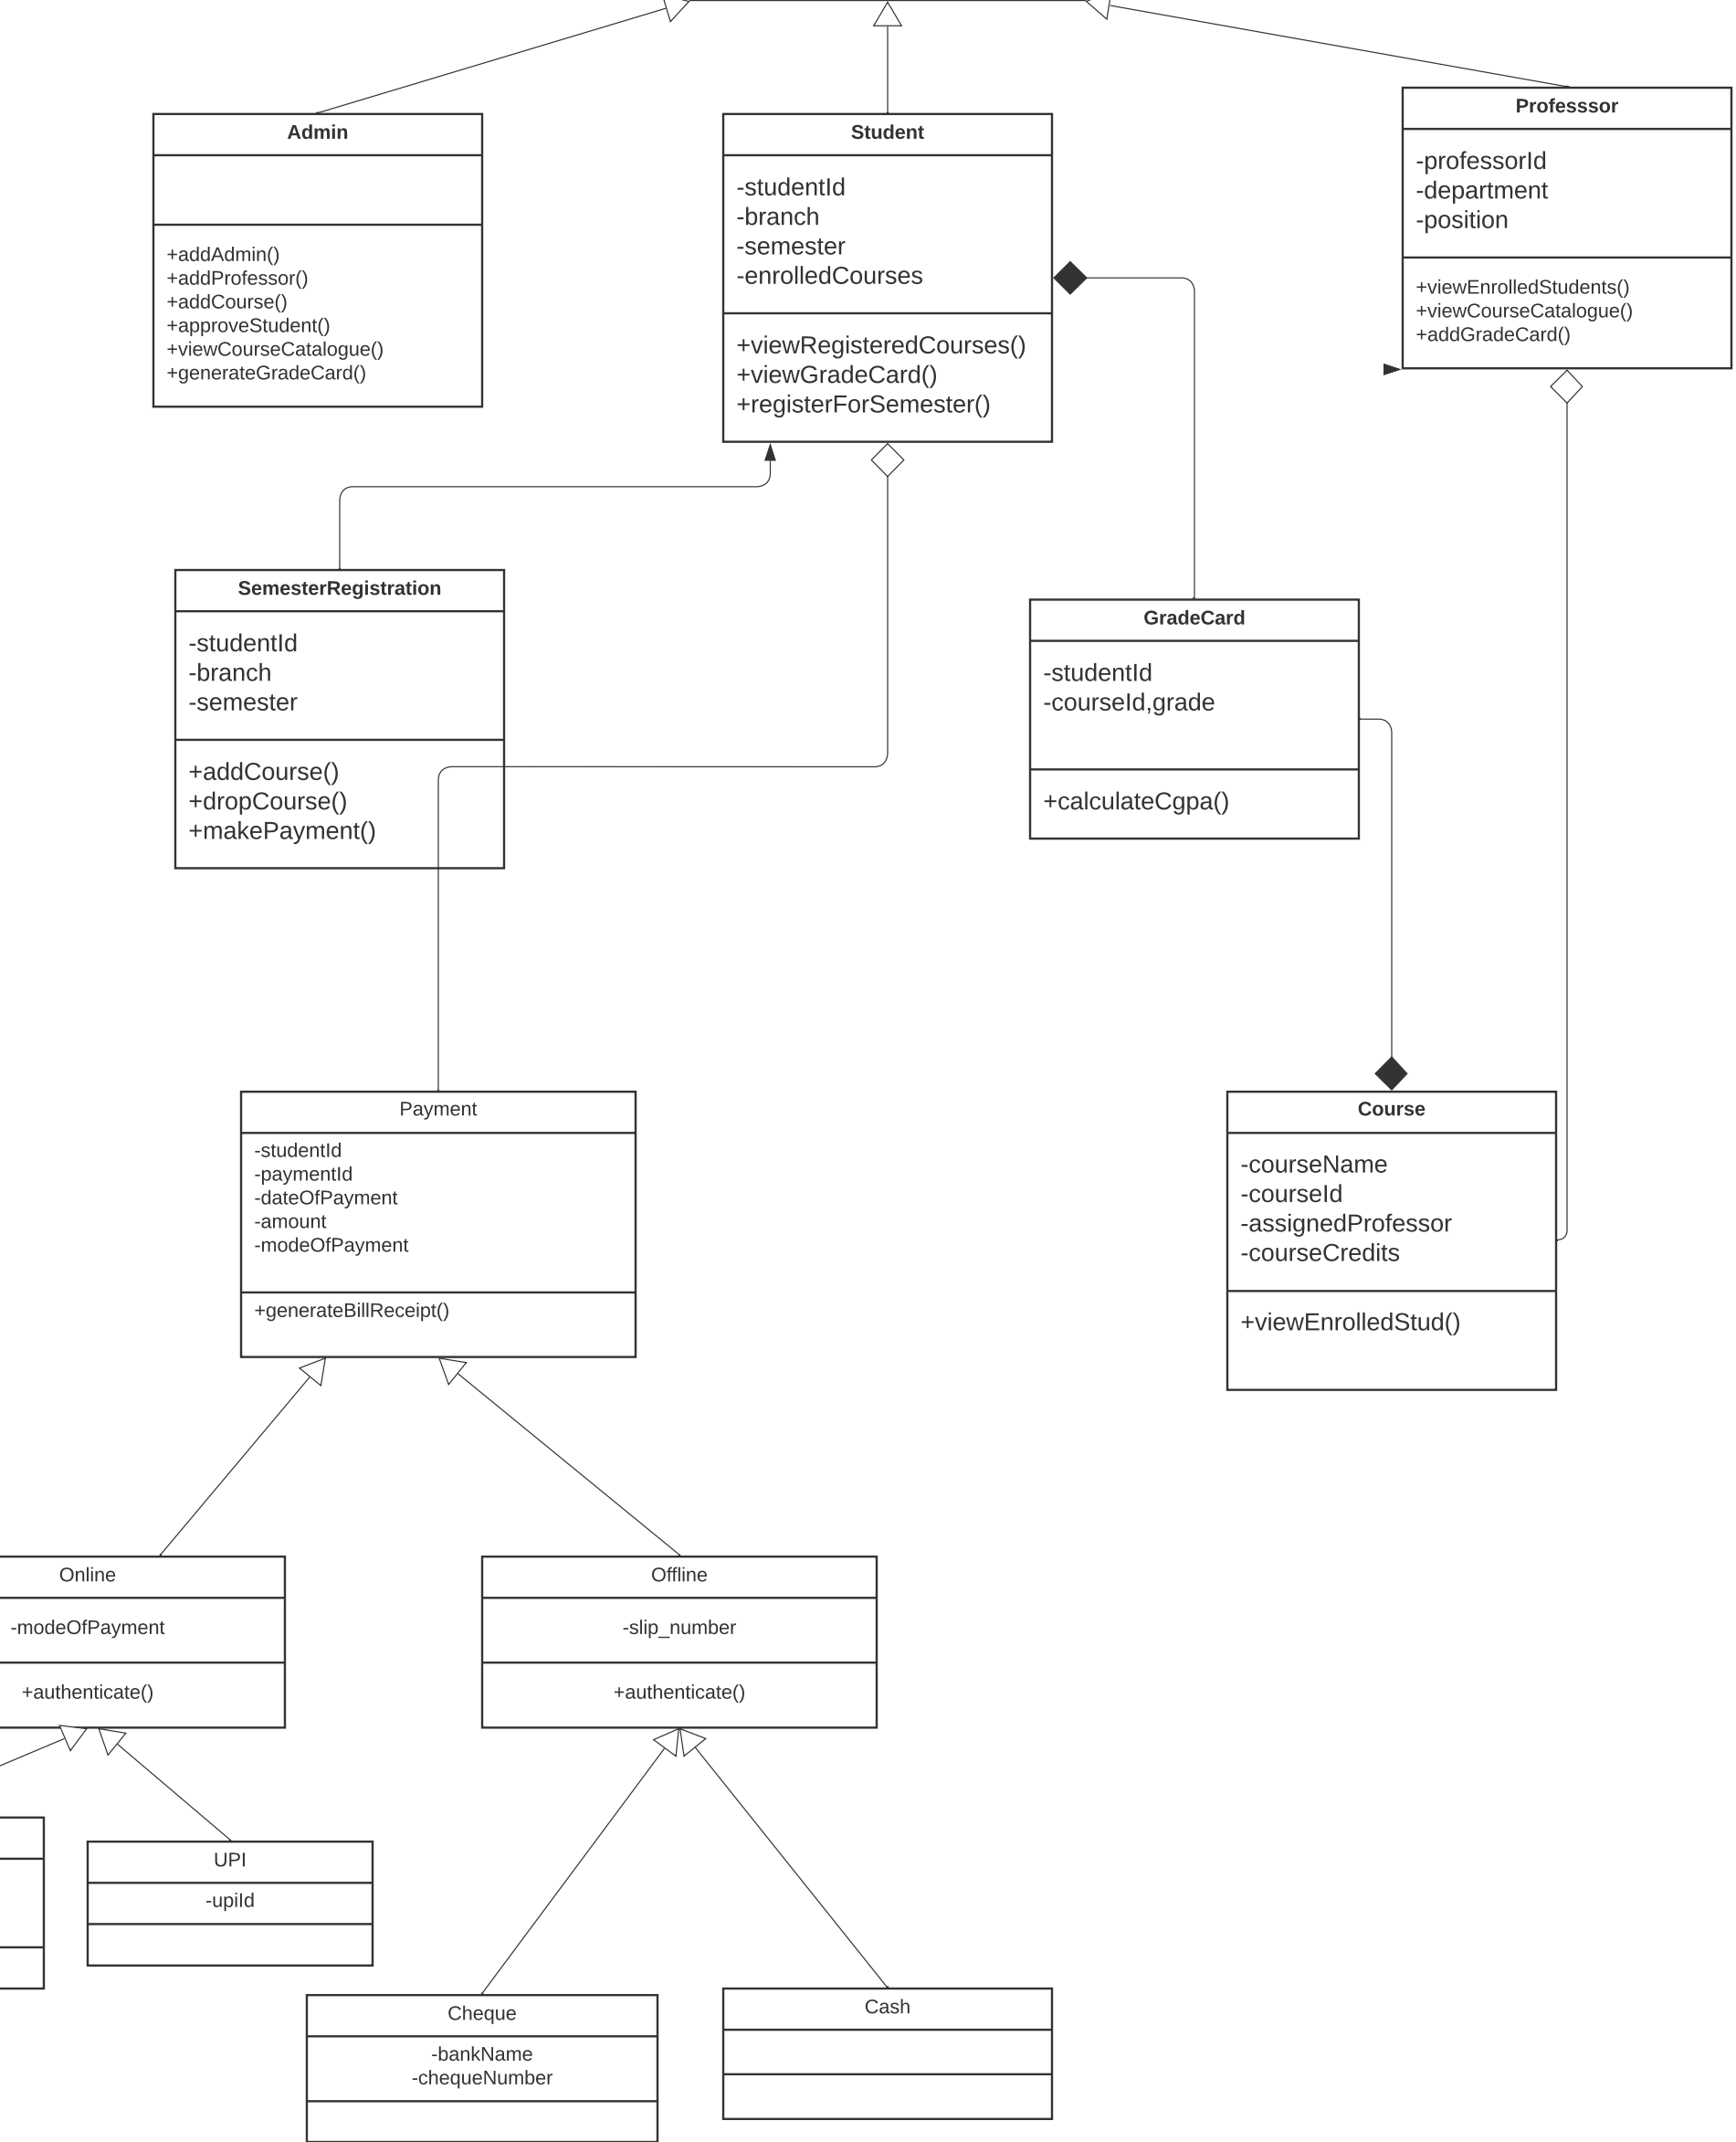 Admin
+addAdmin()
+addProfessor()
+addCourse()
+approveStudent()
+viewCourseCatalogue()
+generateGradeCard()
Student
-studentId
-branch
-semester
-enrolledCourses
+viewRegisteredCourses()
+viewGradeCard()
+registerForSemester()
Professsor
-professorId
-department
-position
+viewEnrolledStudents()
+viewCourseCatalogue()
+addGradeCard()
SemesterRegistration
-studentId
-branch
-semester
+addCourse()
+dropCourse()
+makePayment()
GradeCard
-studentId
-courseId,grade
+calculateCgpa()
Payment
-studentId
-paymentId
-dateOfPayment
-amount
-modeOfPayment
+generateBillReceipt()
Course
-courseName
-courseId
-assignedProfessor
-courseCredits
+viewEnrolledStud()
Online
-modeOfPayment
+authenticate()
Offline
-slip_number
+authenticate()
UPI
-upiId
Cheque
-bankName
-chequeNumber
Cash